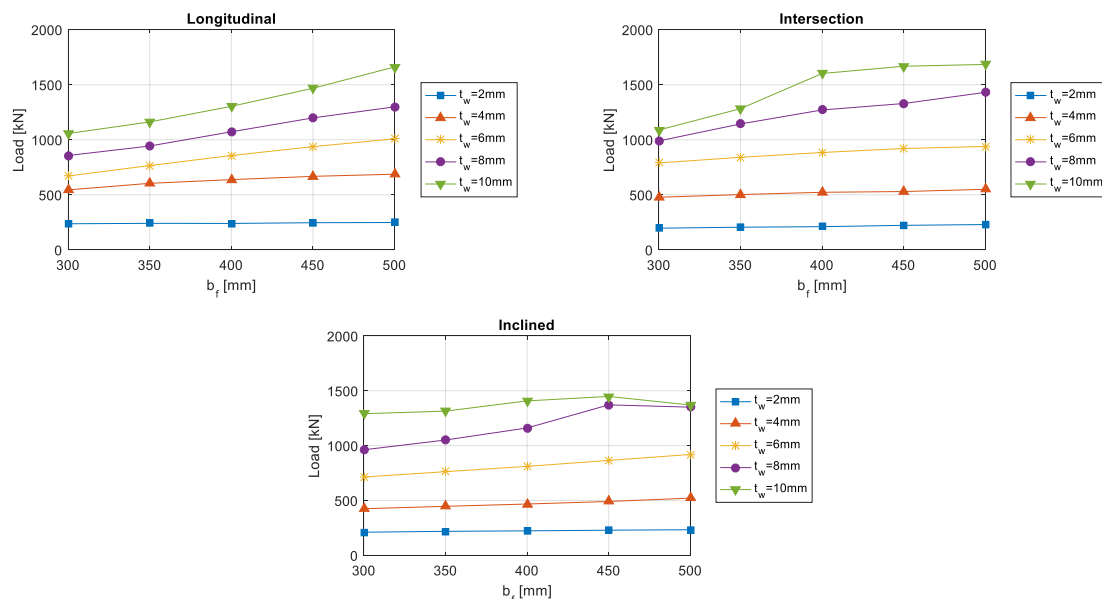 Longitudinal
2000
1500
1000
500
0
Load [kN]
300 350 400 450 500
b_f [mm]
t_w=2mm
t_w=4mm
t_w=6mm
t_w=8mm
t_w=10mm
Intersection
2000
1500
1000
500
0
Load [kN]
300 350 400 450 500
b_f [mm]
t_w=2mm
t_w=4mm
t_w=6mm
t_w=8mm
t_w=10mm
Inclined
2000
1500
1000
500
0
Load [kN]
300 350 400 450 500
b_f [mm]
t_w=2mm
t_w=4mm
t_w=6mm
t_w=8mm
t_w=10mm